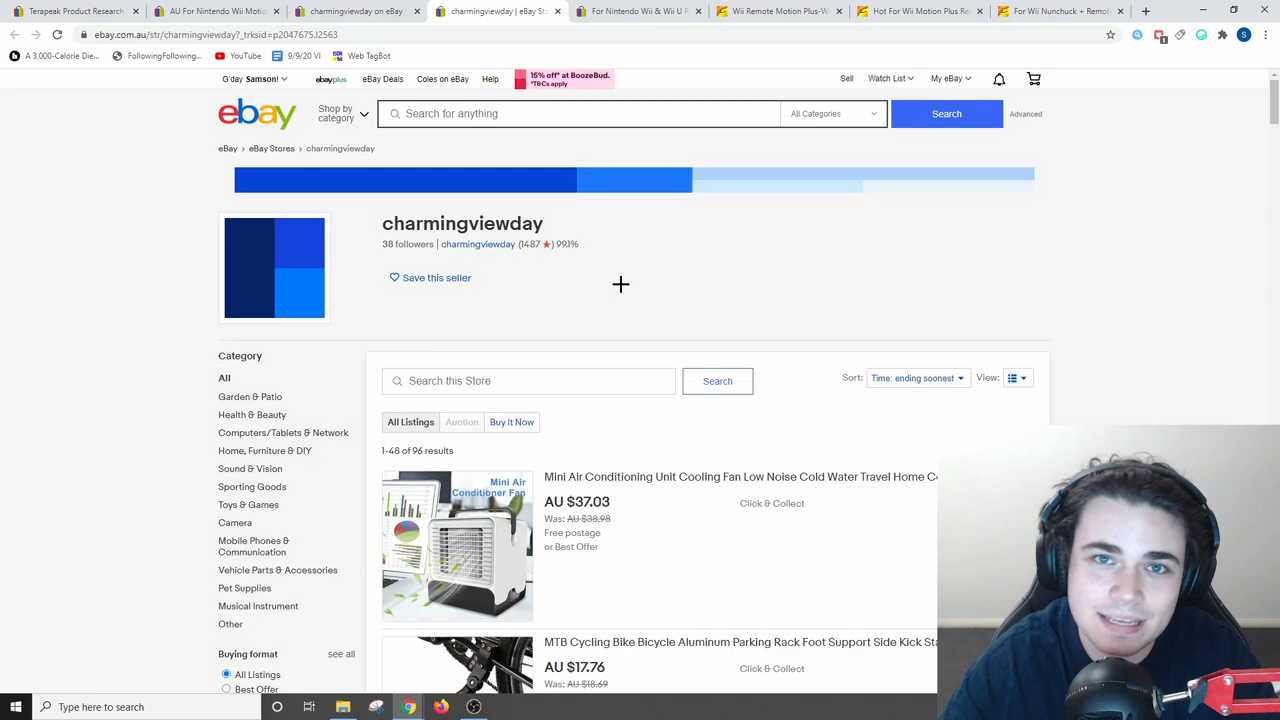 Terapeak Product Research
AU For Nintendo Wii Motio
charmingviewday on eBay
charmingviewday | eBay Sto
For Nintendo Wii & Wii U R
Wii Remote Motion Plus-W
Hot For Wii Motion Plus Re
For Wii Nunchuck + Remot
ebay.com.au/str/charmingviewday?_trksid=p2047675.l2563
1
S
A 3,000-Calorie Die...
FollowingFollowing...
YouTube
9/9/20 VI
Web TagBot
G'day Samson!
ebayplus
eBay Deals
Coles on eBay
Help
15% off* at BoozeBud.
*T&Cs apply
Sell
Watch List
My eBay
ebay
Shop by
category
Search for anything
All Categories
Search
Advanced
eBay > eBay Stores > charmingviewday
charmingviewday
38 followers | charmingviewday (1487 ★) 99.1%
Save this seller
Category
All
Garden & Patio
Health & Beauty
Computers/Tablets & Network
Home, Furniture & DIY
Sound & Vision
Sporting Goods
Toys & Games
Camera
Mobile Phones &
Communication
Vehicle Parts & Accessories
Pet Supplies
Musical Instrument
Other
Buying format
see all
All Listings
Best Offer
Search this Store
Search
Sort:
Time: ending soonest
View:
All Listings
Auction
Buy It Now
1-48 of 96 results
Mini Air
Conditioner Fan
Mini Air Conditioning Unit Cooling Fan Low Noise Cold Water Travel Home C
AU $37.03
Click & Collect
Was: AU $38.98
Free postage
or Best Offer
MTB Cycling Bike Bicycle Aluminum Parking Rack Foot Support Side Kick Sta
AU $17.76
Click & Collect
Was: AU $18.69
Type here to search